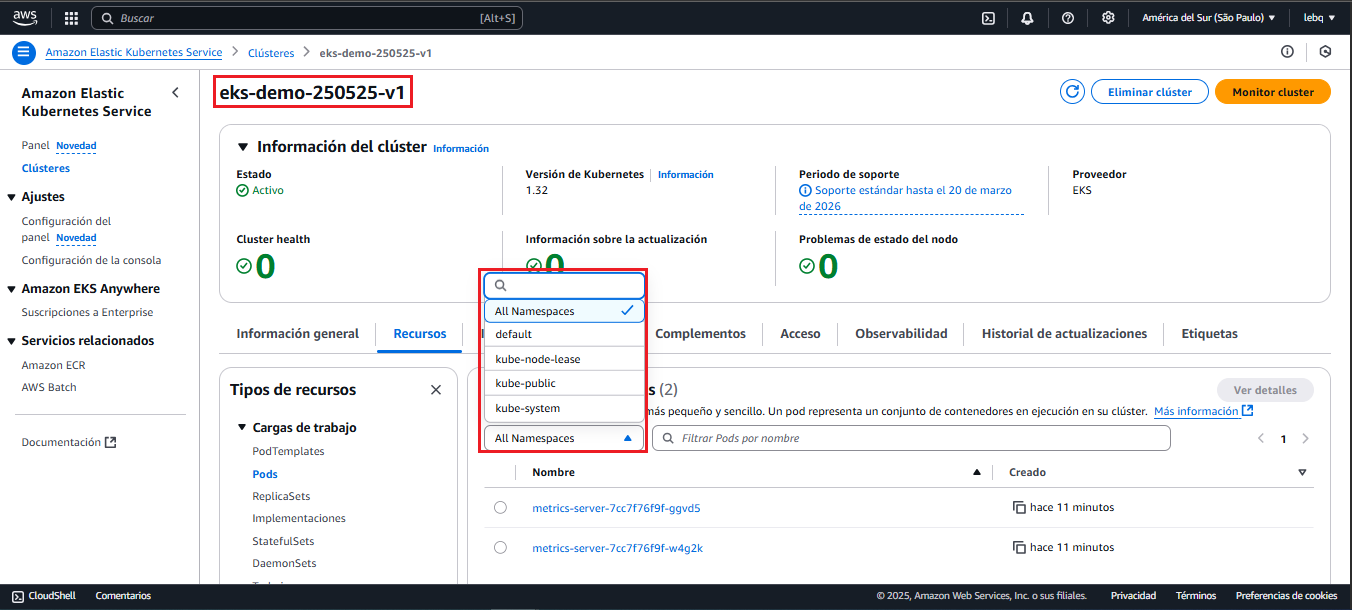 aws
Buscar [Alt+S] América del Sur (São Paulo) lebq
Amazon Elastic Kubernetes Service > Clústeres > eks-demo-250525-v1
Amazon Elastic
Kubernetes Service
Panel Novedad
Clústeres
Ajustes
Configuración del
panel Novedad
Configuración de la consola
Amazon EKS Anywhere
Suscripciones a Enterprise
Servicios relacionados
Amazon ECR
AWS Batch
Documentación
eks-demo-250525-v1
Eliminar clúster Monitor cluster
Información del clúster Información
Estado
Activo
Versión de Kubernetes Información
1.32
Periodo de soporte
Soporte estándar hasta el 20 de marzo
de 2026
Proveedor
EKS
Cluster health
0
Información sobre la actualización
0
Problemas de estado del nodo
0
Información general Recursos Complementos Acceso Observabilidad Historial de actualizaciones Etiquetas
Tipos de recursos
Cargas de trabajo
PodTemplates
Pods
ReplicaSets
Implementaciones
StatefulSets
DaemonSets
All Namespaces
default
kube-node-lease
kube-public
kube-system
All Namespaces
(2)
Ver detalles
más pequeño y sencillo. Un pod representa un conjunto de contenedores en ejecución en su clúster. Más información
Filtrar Pods por nombre
1
Nombre Creado
metrics-server-7cc7f76f9f-ggvd5 hace 11 minutos
metrics-server-7cc7f76f9f-w4g2k hace 11 minutos
CloudShell Comentarios © 2025, Amazon Web Services, Inc. o sus filiales. Privacidad Términos Preferencias de cookies